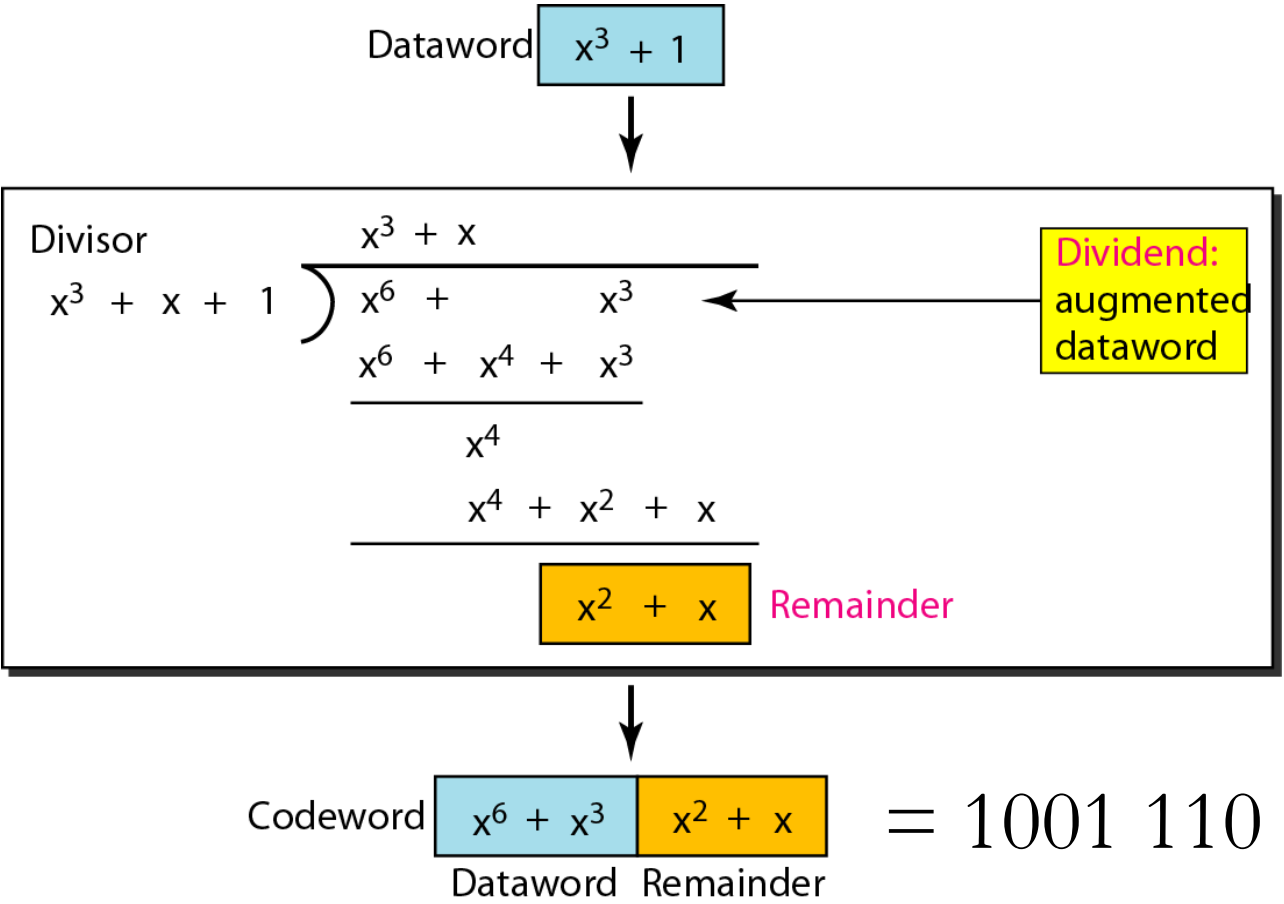 Dataword x³ + 1
Divisor
x³ + x
Dividend:
x³ + x + 1
x⁶ + x³
augmented
x⁶ + x⁴ + x³
dataword
x⁴
x⁴ + x² + x
x² + x Remainder
Codeword x⁶ + x³ x² + x = 1001 110
Dataword Remainder